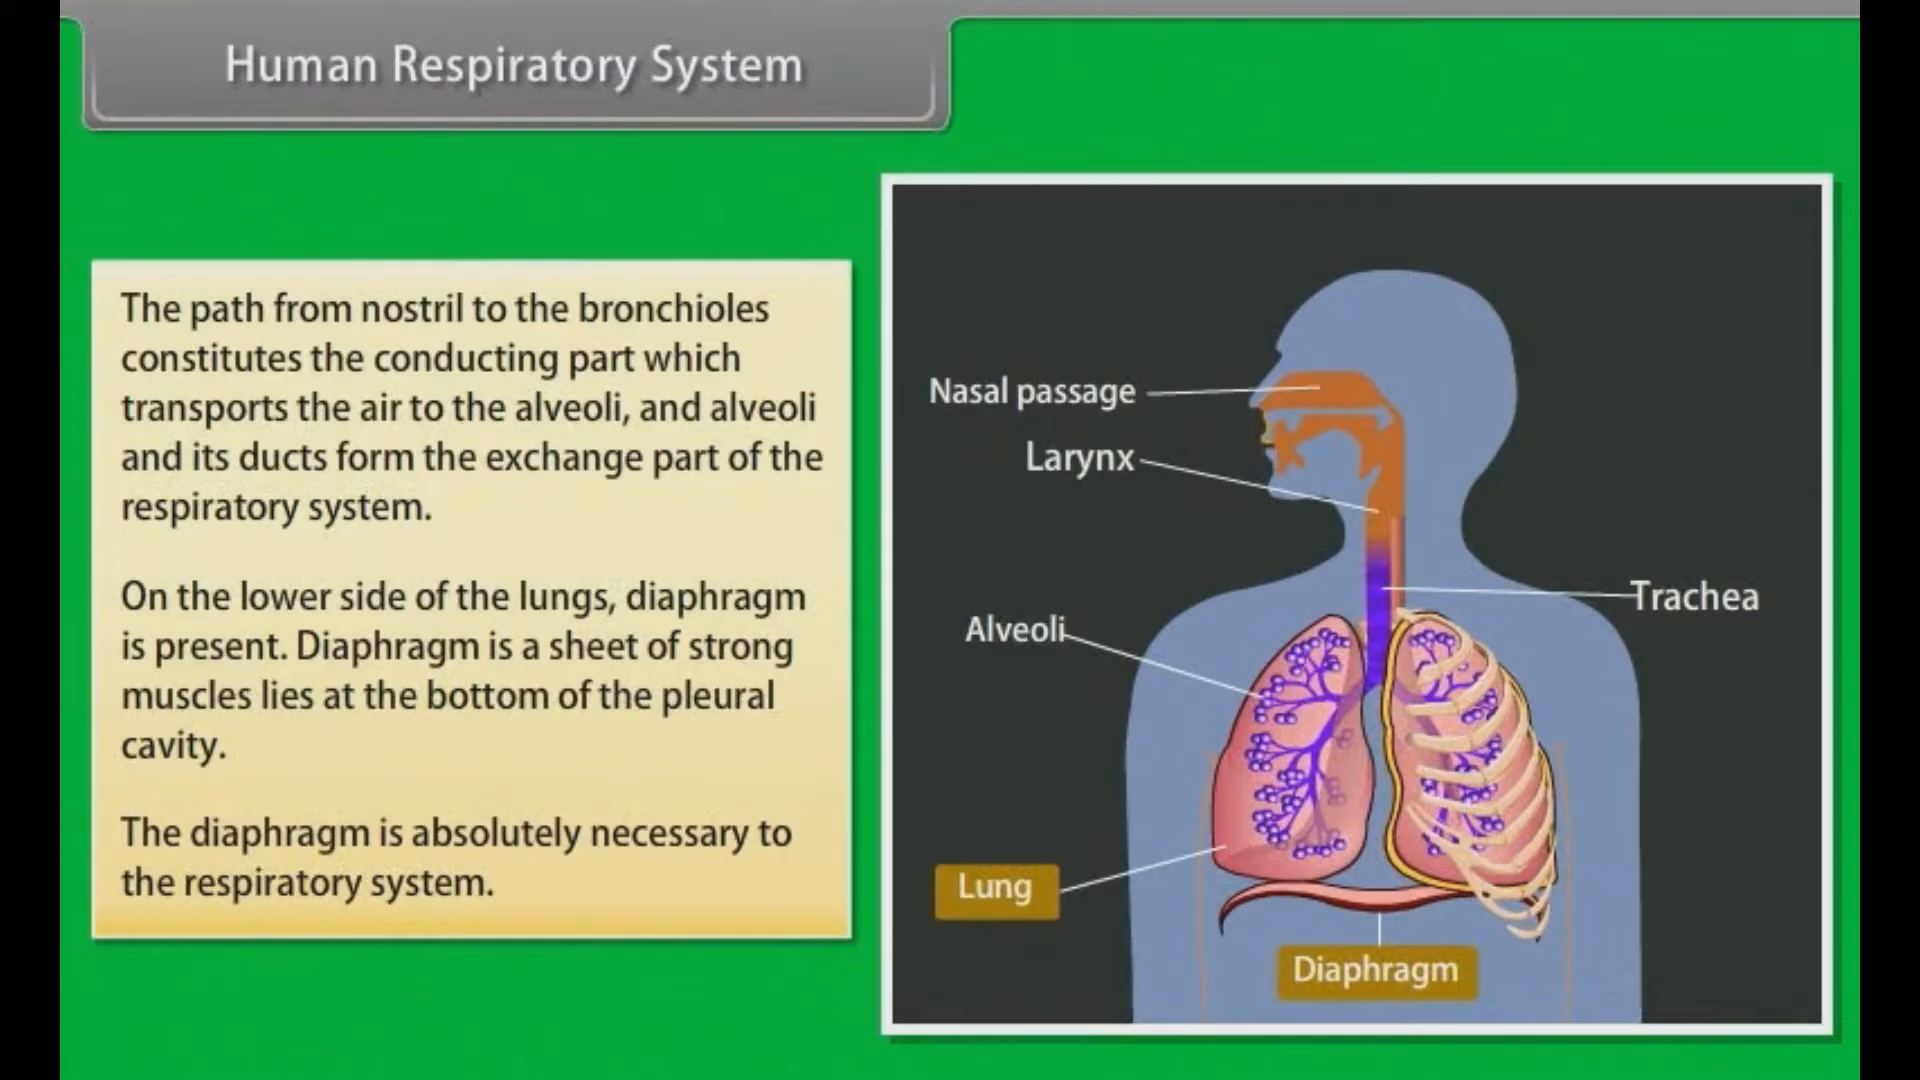 Human Respiratory System
The path from nostril to the bronchioles
constitutes the conducting part which
transports the air to the alveoli, and alveoli
and its ducts form the exchange part of the
respiratory system.
On the lower side of the lungs, diaphragm
is present. Diaphragm is a sheet of strong
muscles lies at the bottom of the pleural
cavity.
The diaphragm is absolutely necessary to
the respiratory system.
Nasal passage
Larynx
Trachea
Alveoli
Lung
Diaphragm